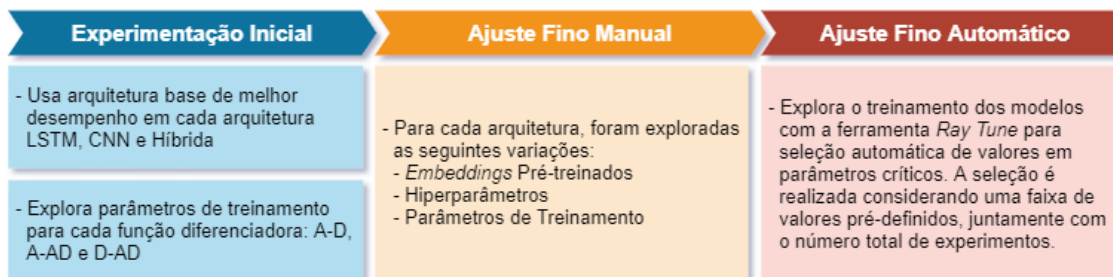 Experimentação Inicial
Ajuste Fino Manual
Ajuste Fino Automático
- Usa arquitetura base de melhor
desempenho em cada arquitetura
LSTM, CNN e Híbrida
- Explora parâmetros de treinamento
para cada função diferenciadora: A-D,
A-AD e D-AD
- Para cada arquitetura, foram exploradas
as seguintes variações:
- Embeddings Pré-treinados
- Hiperparâmetros
- Parâmetros de Treinamento
- Explora o treinamento dos modelos
com a ferramenta Ray Tune para
seleção automática de valores em
parâmetros críticos. A seleção é
realizada considerando uma faixa de
valores pré-definidos, juntamente com
o número total de experimentos.